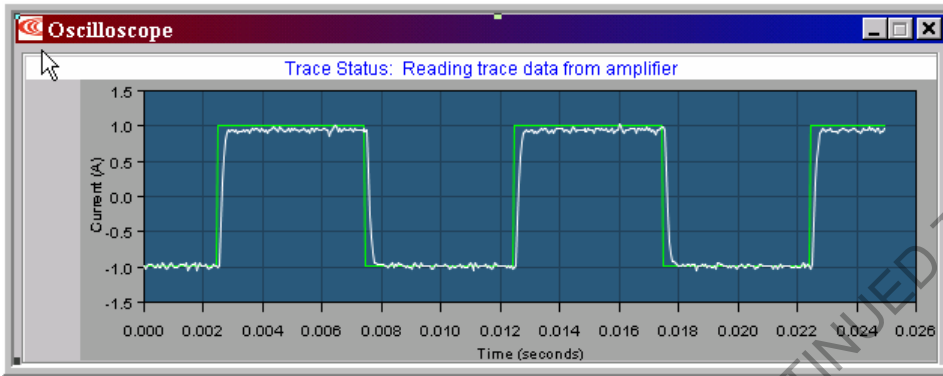 Oscilloscope
Trace Status: Reading trace data from amplifier
1.5
1.0
0.5
0.0
-0.5
-1.0
-1.5
Current (A)
0.000 0.002 0.004 0.006 0.008 0.010 0.012 0.014 0.016 0.018 0.020 0.022 0.024 0.026
Time (seconds)
TINUED